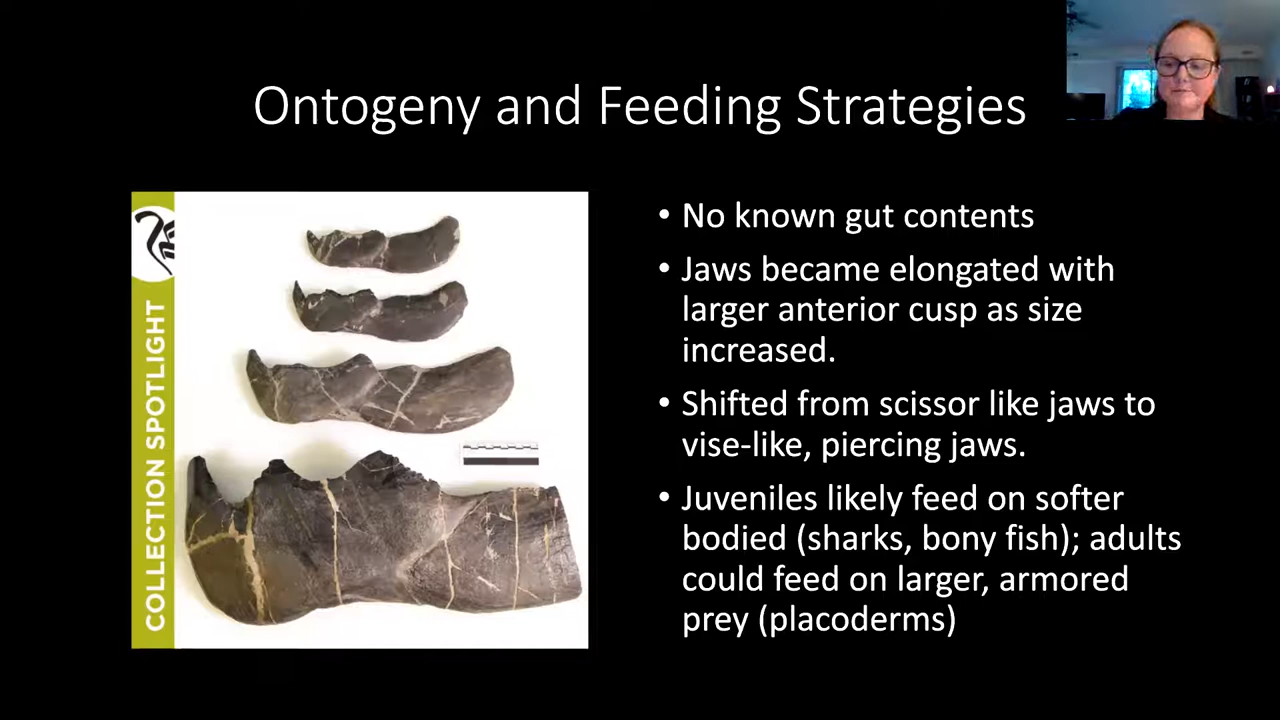 Ontogeny and Feeding Strategies
COLLECTION SPOTLIGHT
• No known gut contents
• Jaws became elongated with
larger anterior cusp as size
increased.
• Shifted from scissor like jaws to
vise-like, piercing jaws.
• Juveniles likely feed on softer
bodied (sharks, bony fish); adults
could feed on larger, armored
prey (placoderms)